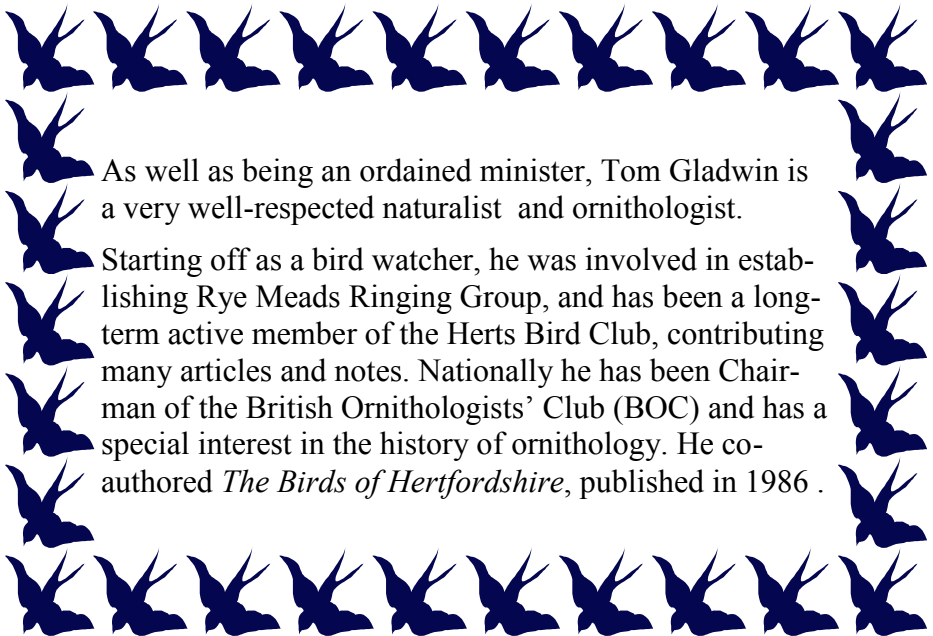 As well as being an ordained minister, Tom Gladwin is
a very well-respected naturalist  and ornithologist.
Starting off as a bird watcher, he was involved in estab-
lishing Rye Meads Ringing Group, and has been a long-
term active member of the Herts Bird Club, contributing
many articles and notes. Nationally he has been Chair-
man of the British Ornithologists’ Club (BOC) and has a
special interest in the history of ornithology. He co-
authored The Birds of Hertfordshire, published in 1986 .